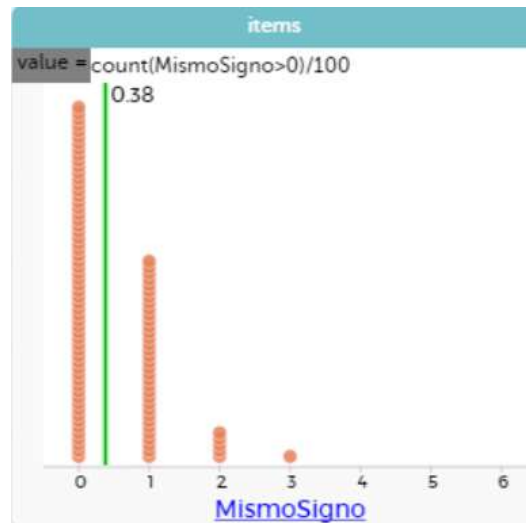 items
value = count(MismoSigno>0)/100
0.38
0 1 2 3 4 5 6
MismoSigno